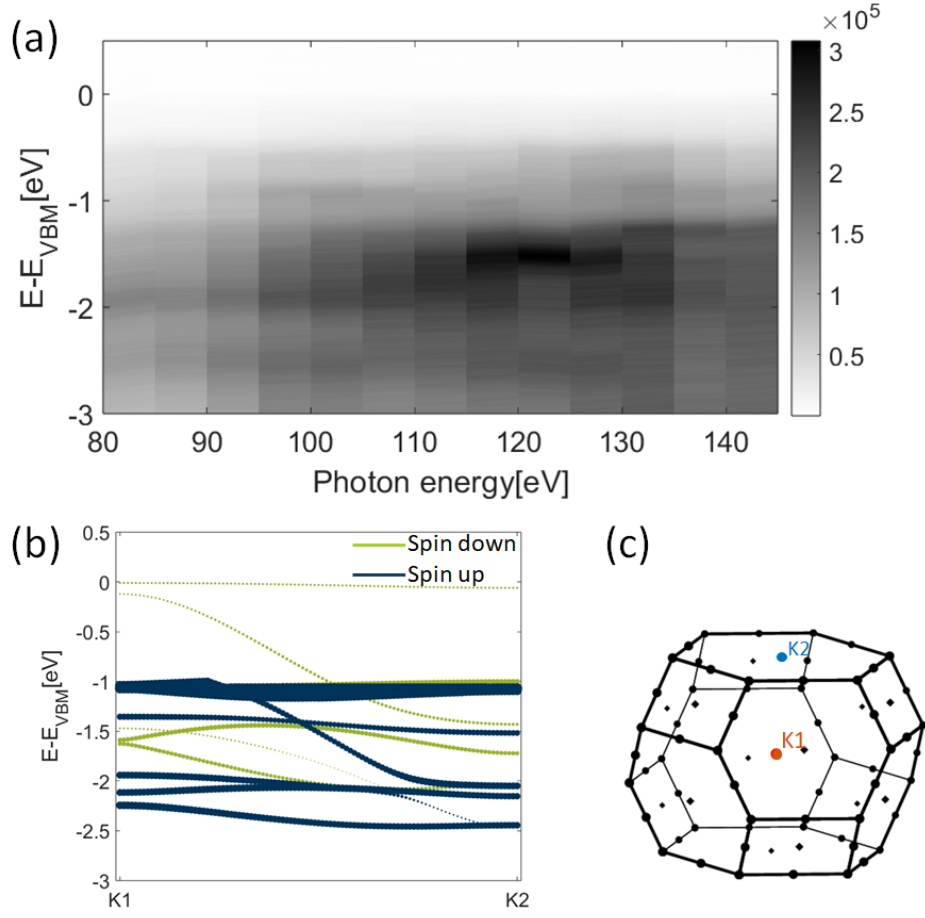 (a)
×10⁵
0
-1
-2
-3
E-E_VBM[eV]
80 90 100 110 120 130 140
Photon energy[eV]
3
2.5
2
1.5
1
0.5
(b)
0.5
0
-0.5
-1
-1.5
-2
-2.5
-3
E-E_VBM[eV]
Spin down
Spin up
K1 K2
(c)
K2
K1